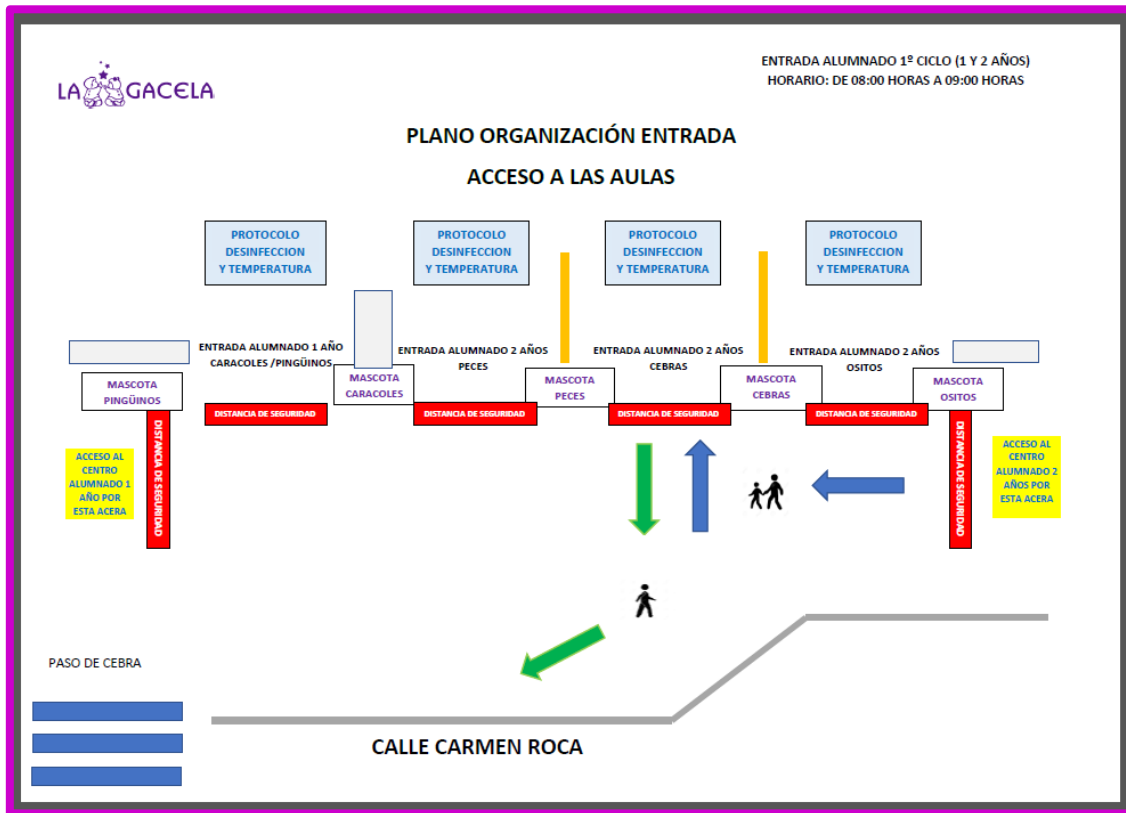 LA GACELA
ENTRADA ALUMNADO 1º CICLO (1 Y 2 AÑOS)
HORARIO: DE 08:00 HORAS A 09:00 HORAS
PLANO ORGANIZACIÓN ENTRADA
ACCESO A LAS AULAS
PROTOCOLO
DESINFECCION
Y TEMPERATURA
PROTOCOLO
DESINFECCION
Y TEMPERATURA
PROTOCOLO
DESINFECCION
Y TEMPERATURA
PROTOCOLO
DESINFECCION
Y TEMPERATURA
ENTRADA ALUMNADO 1 AÑO
CARACOLES /PINGÜINOS
ENTRADA ALUMNADO 2 AÑOS
PECES
ENTRADA ALUMNADO 2 AÑOS
CEBRAS
ENTRADA ALUMNADO 2 AÑOS
OSITOS
MASCOTA
PINGÜINOS
MASCOTA
CARACOLES
MASCOTA
PECES
MASCOTA
CEBRAS
MASCOTA
OSITOS
DISTANCIA DE SEGURIDAD
DISTANCIA DE SEGURIDAD
DISTANCIA DE SEGURIDAD
DISTANCIA DE SEGURIDAD
ACCESO AL
CENTRO
ALUMNADO 1
AÑO POR
ESTA ACERA
DISTANCIA DE SEGURIDAD
DISTANCIA DE SEGURIDAD
ACCESO AL
CENTRO
ALUMNADO 2
AÑOS POR
ESTA ACERA
PASO DE CEBRA
CALLE CARMEN ROCA